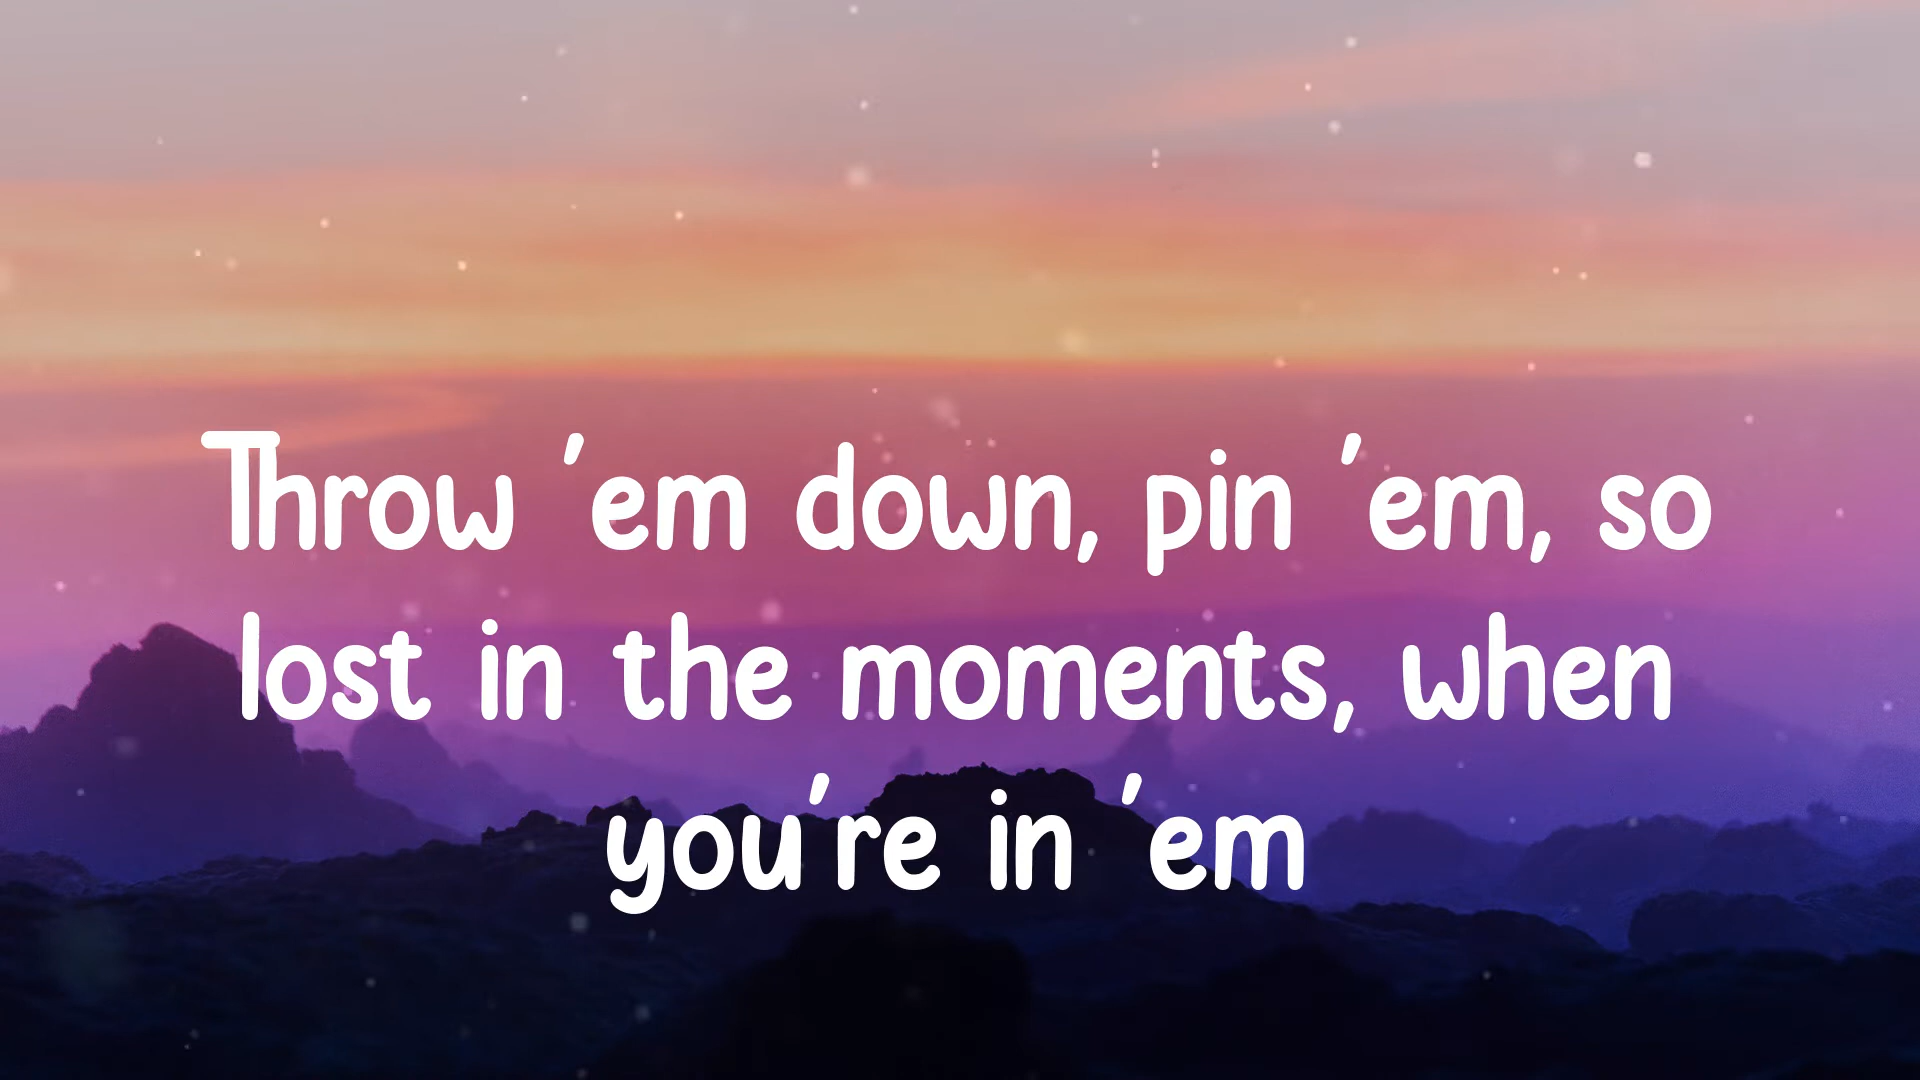 Throw 'em down, pin 'em, so
lost in the moments, when
you're in 'em